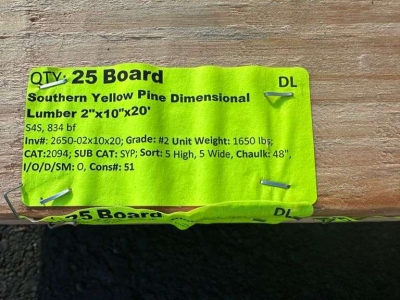 QTY: 25 Board
DL
Southern Yellow Pine Dimensional
Lumber 2"x10"x20'
S4S, 834 bf
Inv#: 2650-02x10x20; Grade: #2 Unit Weight: 1650 lbs;
CAT:2094; SUB CAT: SYP; Sort: 5 High, 5 Wide, Chaulk: 48",
I/O/D/SM: O, Cons#: 51
25 Board
DL